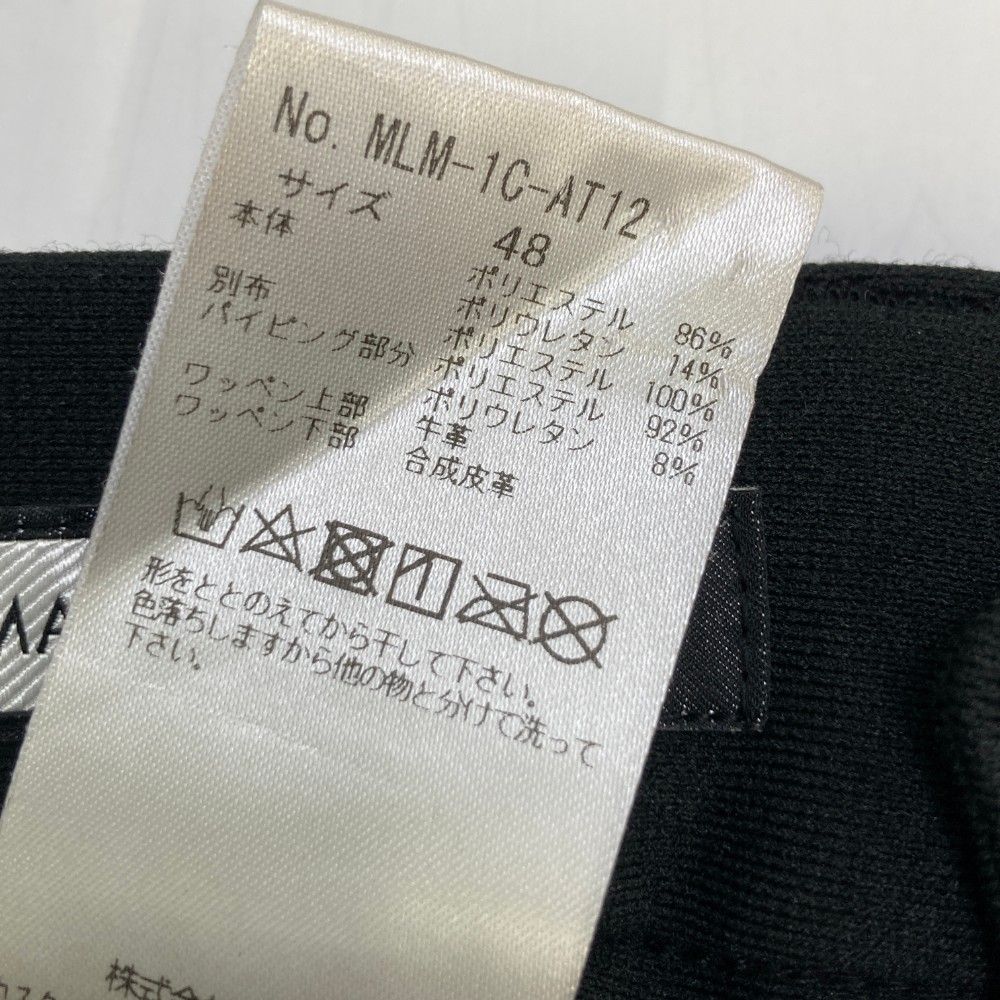 No. MLM-1C-AT12
サイズ 48
本体 ポリエステル 86%
ポリウレタン 14%
別布 ポリエステル 100%
パイピング部分 ポリエステル 92%
ポリウレタン 8%
ワッペン上部 牛革
ワッペン下部 合成皮革
形をととのえてから干して下さい。
色落ちしますから他の物と分けて洗って
下さい。
株式会